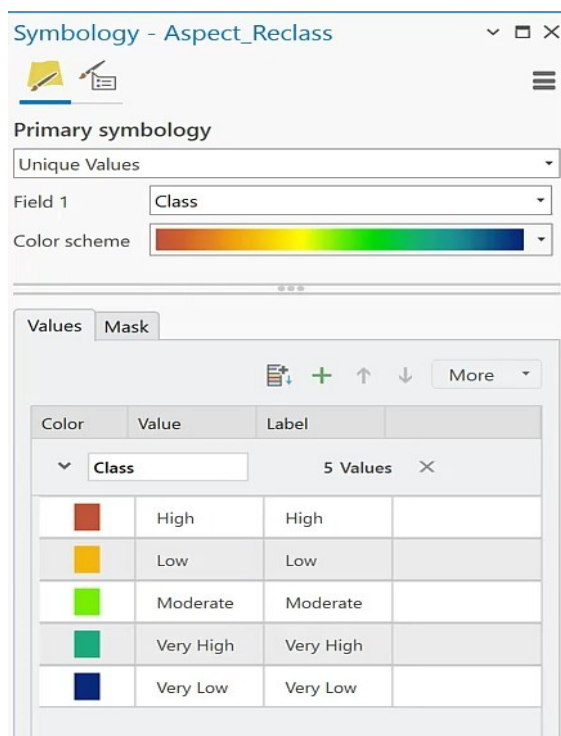 Symbology - Aspect_Reclass
Primary symbology
Unique Values
Field 1 Class
Color scheme
Values Mask
More
Color Value Label
Class 5 Values
High High
Low Low
Moderate Moderate
Very High Very High
Very Low Very Low